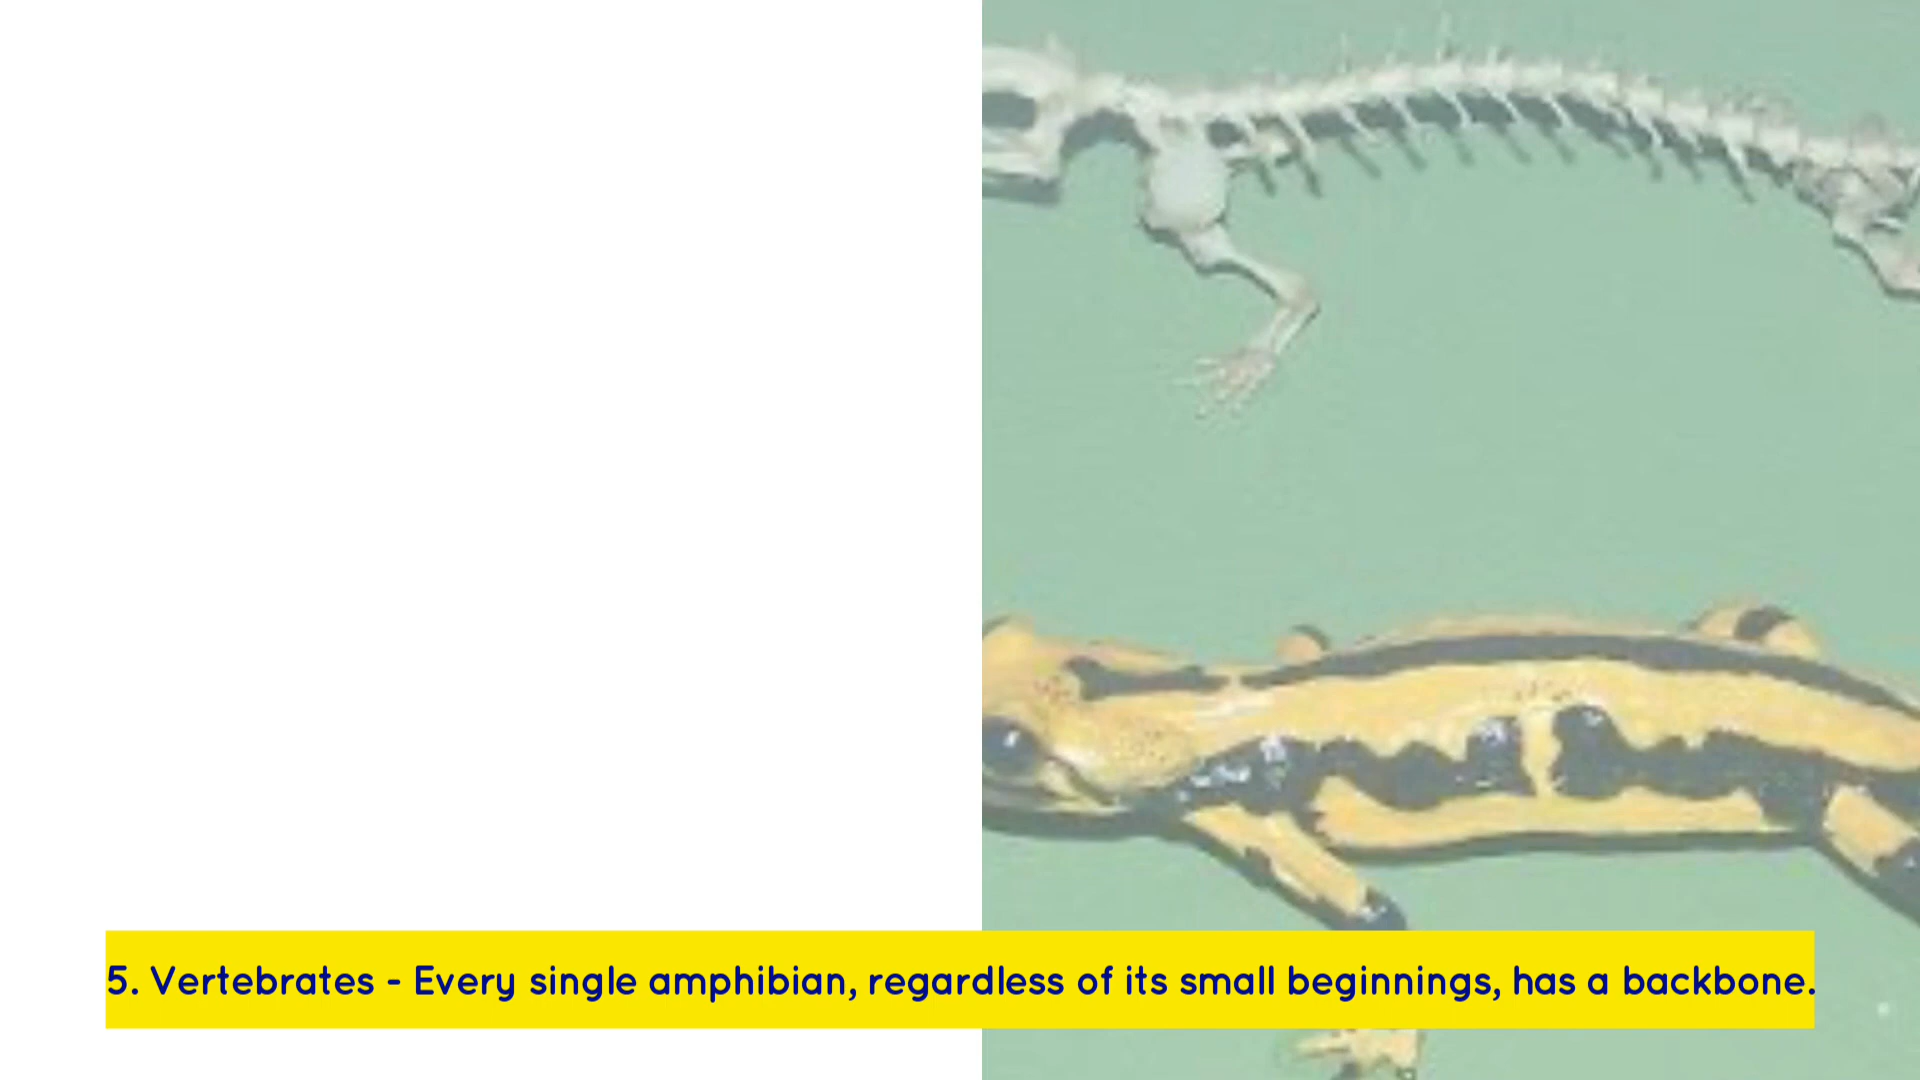 5. Vertebrates - Every single amphibian, regardless of its small beginnings, has a backbone.